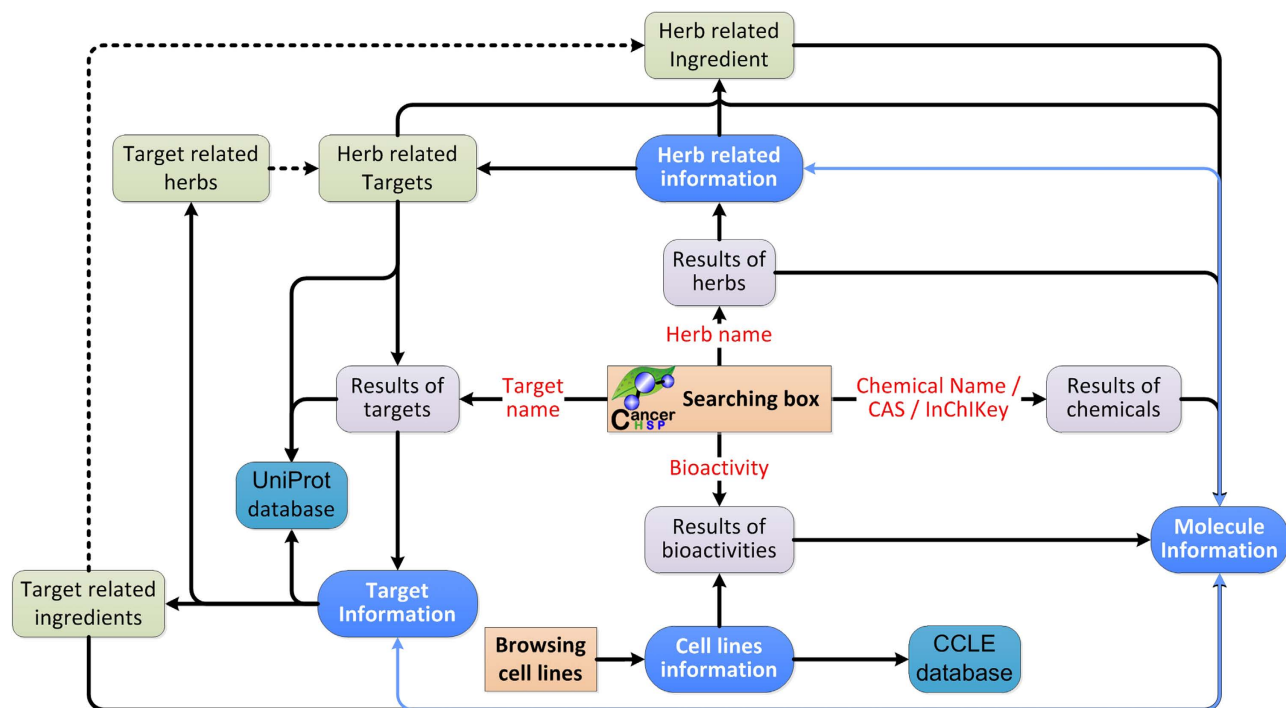 Herb related
Ingredient
Target related
herbs
Herb related
Targets
Herb related
information
Results of
herbs
Herb name
Results of
targets
Target
name
Cancer
HSP
Searching box
Chemical Name /
CAS / InChIKey
Results of
chemicals
Bioactivity
UniProt
database
Results of
bioactivities
Molecule
Information
Target related
ingredients
Target
Information
Browsing
cell lines
Cell lines
information
CCLE
database